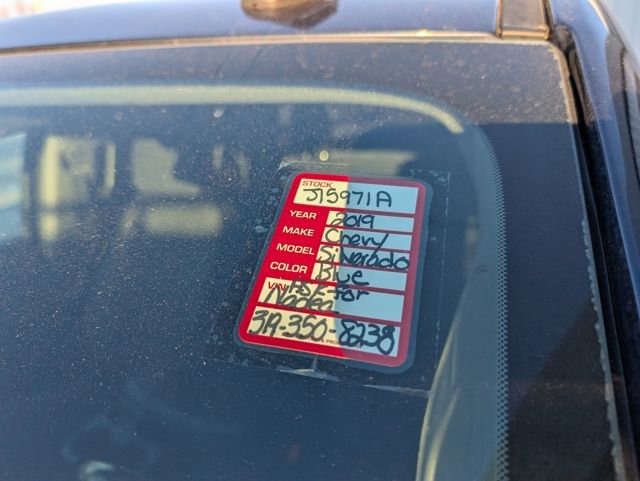 STOCK J15971A
YEAR 2019
MAKE Chevy
MODEL Silverado
COLOR Blue
VIN Ask for
Nadea
319-350-8238